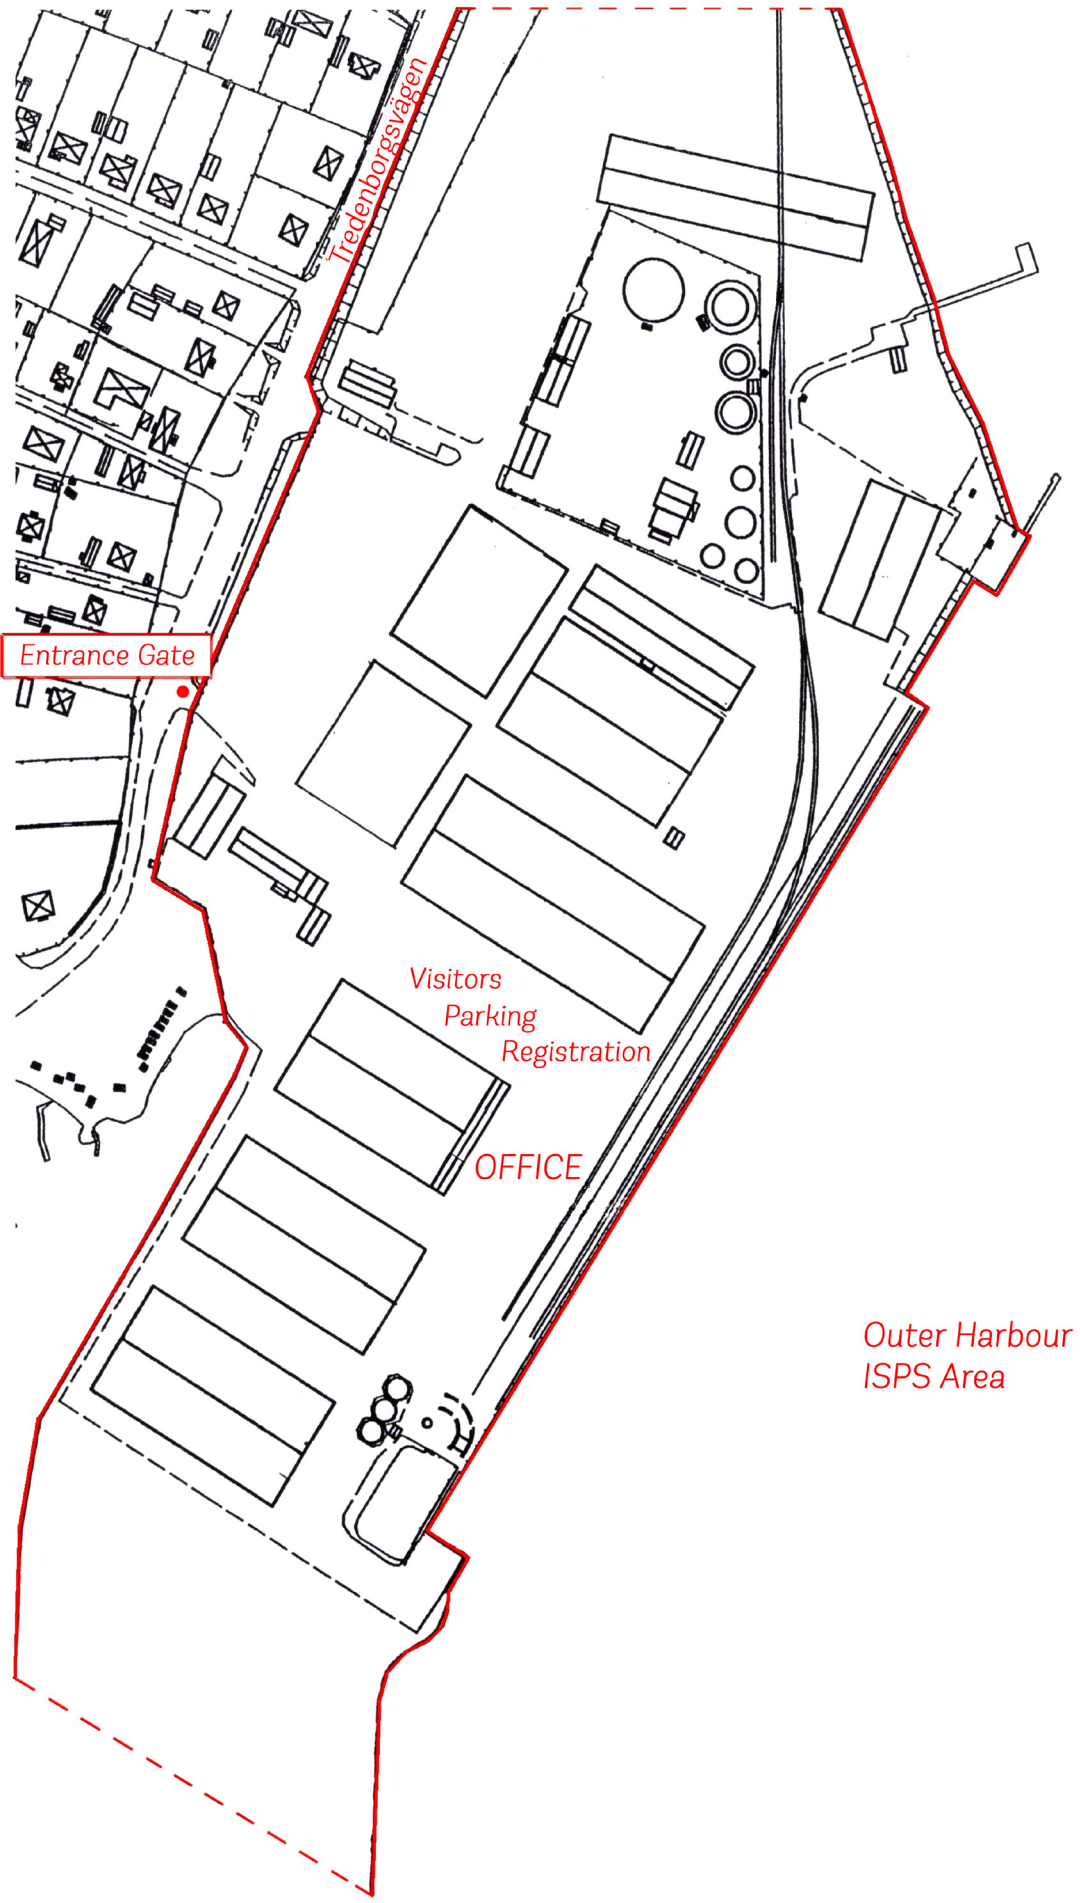 Tredenborgsvägen
Entrance Gate
Visitors
Parking
Registration
OFFICE
Outer Harbour
ISPS Area